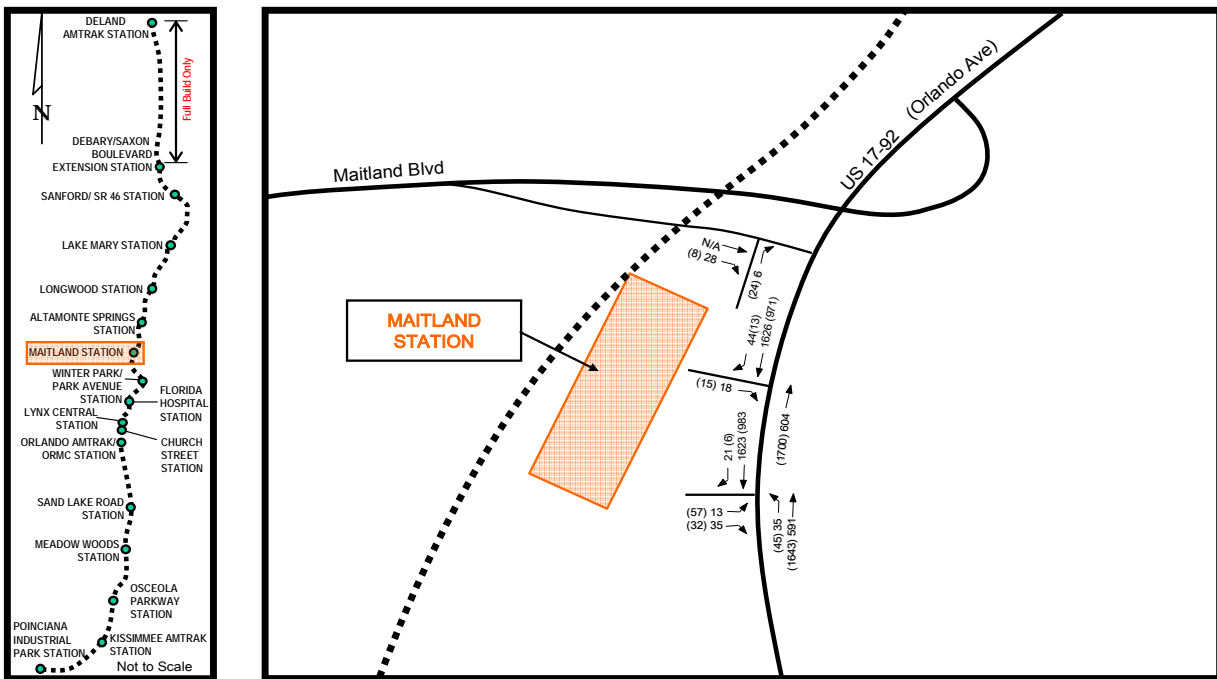 DELAND
AMTRAK STATION
Full Build Only
N
DEBARY/SAXON
BOULEVARD
EXTENSION STATION
SANFORD/ SR 46 STATION
LAKE MARY STATION
LONGWOOD STATION
ALTAMONTE SPRINGS
STATION
MAITLAND STATION
WINTER PARK/
PARK AVENUE
STATION
FLORIDA
HOSPITAL
STATION
LYNX CENTRAL
STATION
ORLANDO AMTRAK/
ORMC STATION
CHURCH
STREET
STATION
SAND LAKE ROAD
STATION
MEADOW WOODS
STATION
OSCEOLA
PARKWAY
STATION
POINCIANA
INDUSTRIAL
PARK STATION
KISSIMMEE AMTRAK
STATION
Not to Scale
Maitland Blvd
US 17-92 (Orlando Ave)
MAITLAND
STATION
N/A
(8) 28
(24) 6
44(13)
1626 (971)
(15) 18
(1700) 604
21 (6)
1623 (983)
(57) 13
(32) 35
(45) 35
(1643) 591